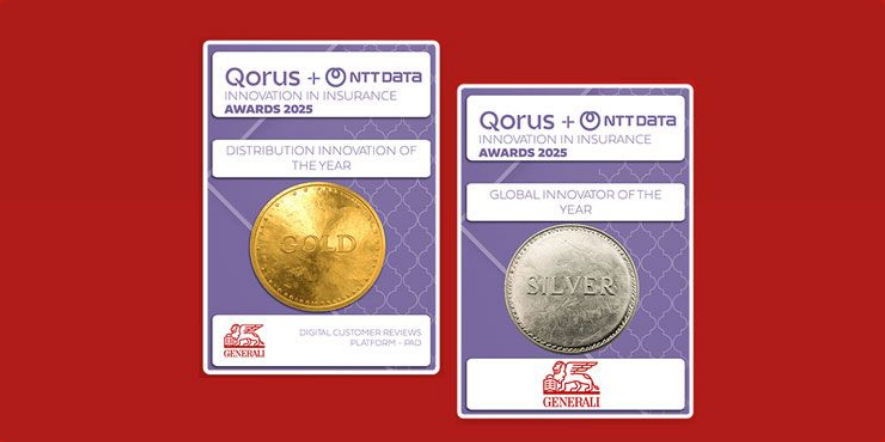 Qorus + NTT DATA
INNOVATION IN INSURANCE
AWARDS 2025
DISTRIBUTION INNOVATION OF
THE YEAR
GOLD
GENERALI
DIGITAL CUSTOMER REVIEWS
PLATFORM - PAD
Qorus + NTT DATA
INNOVATION IN INSURANCE
AWARDS 2025
GLOBAL INNOVATOR OF THE
YEAR
SILVER
GENERALI